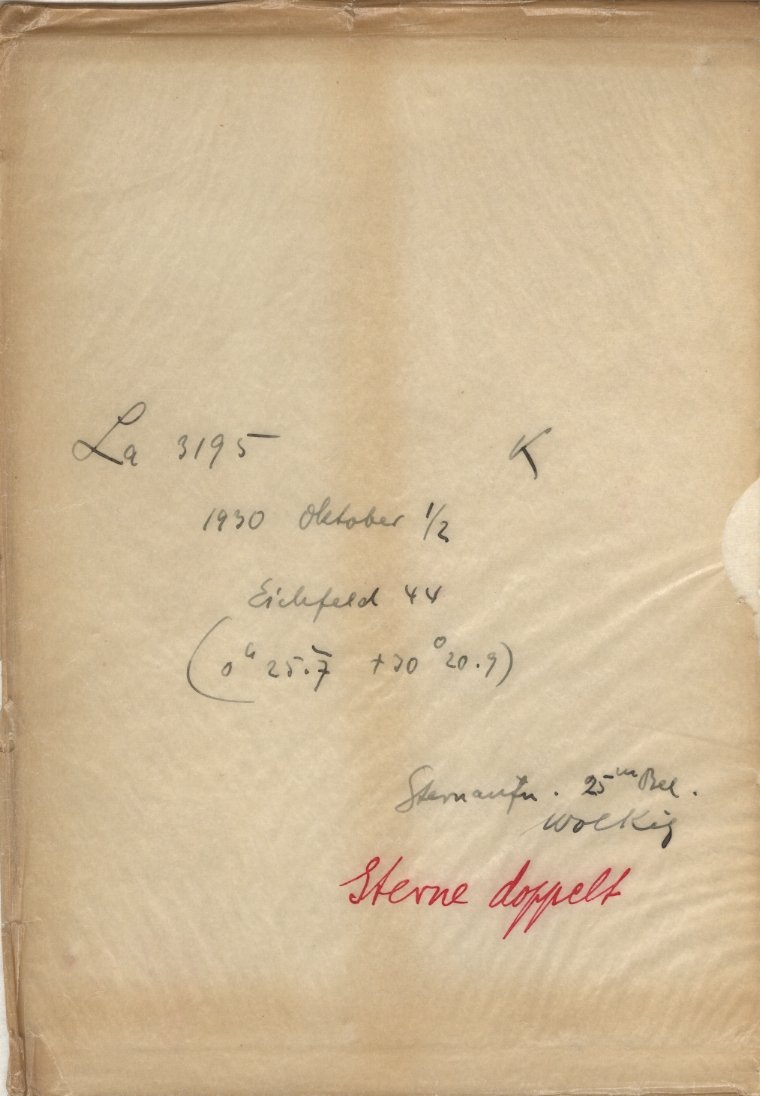 La 3195 K
1930 Oktober 1/2
Eichfeld 44
(0ʰ 25.ᵐ7 +30° 20.9)
Sternaufn. 25ᵐ Bel.
wolkig
Sterne doppelt